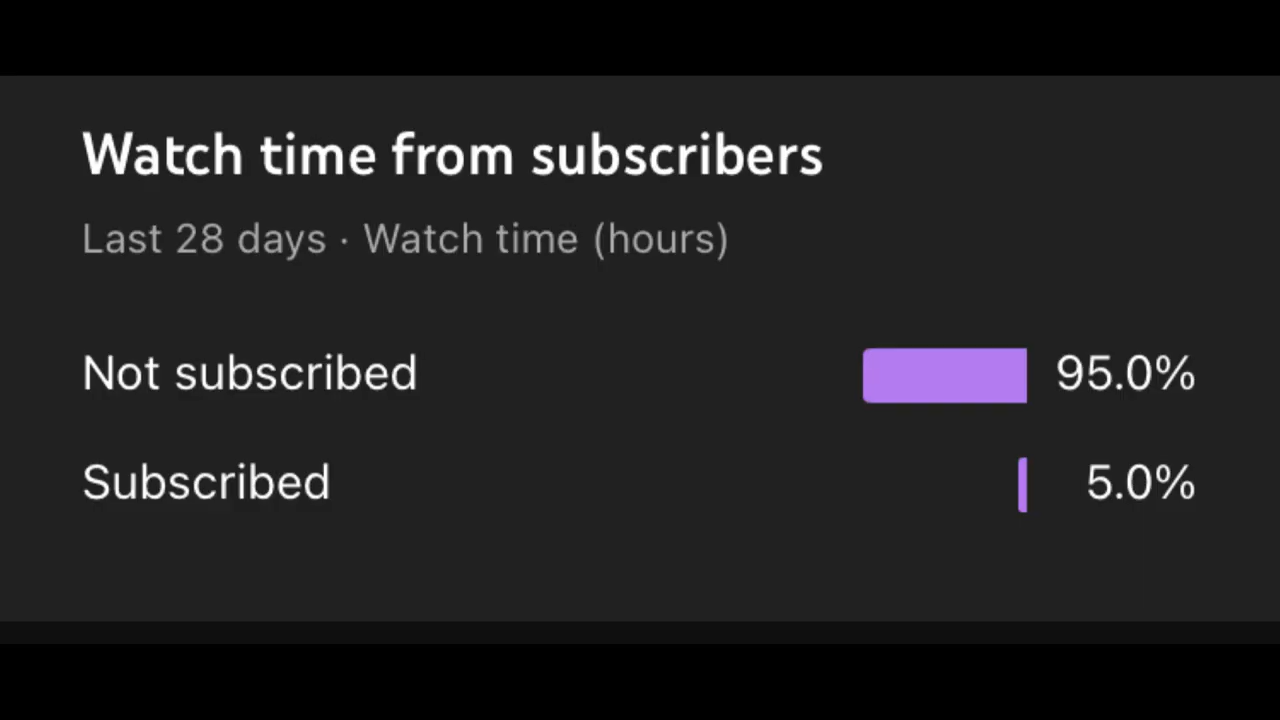 Watch time from subscribers
Last 28 days · Watch time (hours)
Not subscribed 95.0%
Subscribed 5.0%